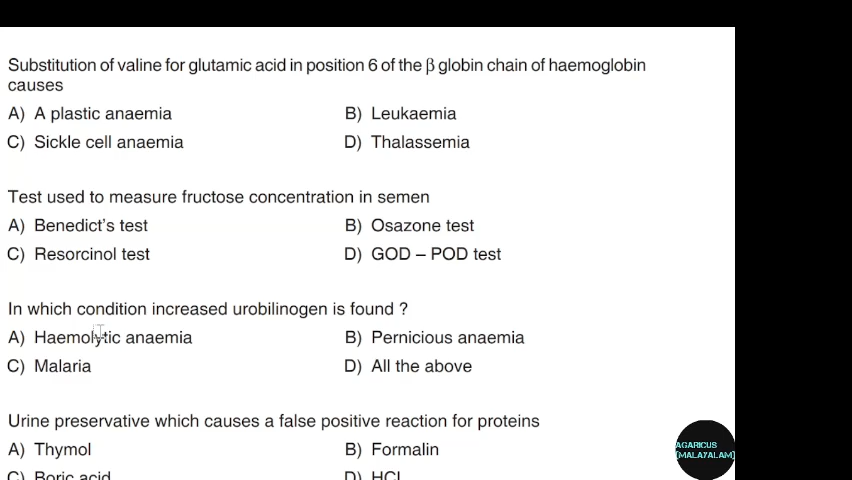 Substitution of valine for glutamic acid in position 6 of the β globin chain of haemoglobin
causes
A) A plastic anaemia B) Leukaemia
C) Sickle cell anaemia D) Thalassemia
Test used to measure fructose concentration in semen
A) Benedict's test B) Osazone test
C) Resorcinol test D) GOD – POD test
In which condition increased urobilinogen is found ?
A) Haemolytic anaemia B) Pernicious anaemia
C) Malaria D) All the above
Urine preservative which causes a false positive reaction for proteins
A) Thymol B) Formalin
C) Boric acid D) HCl
AGARICUS
(MALAYALAM)